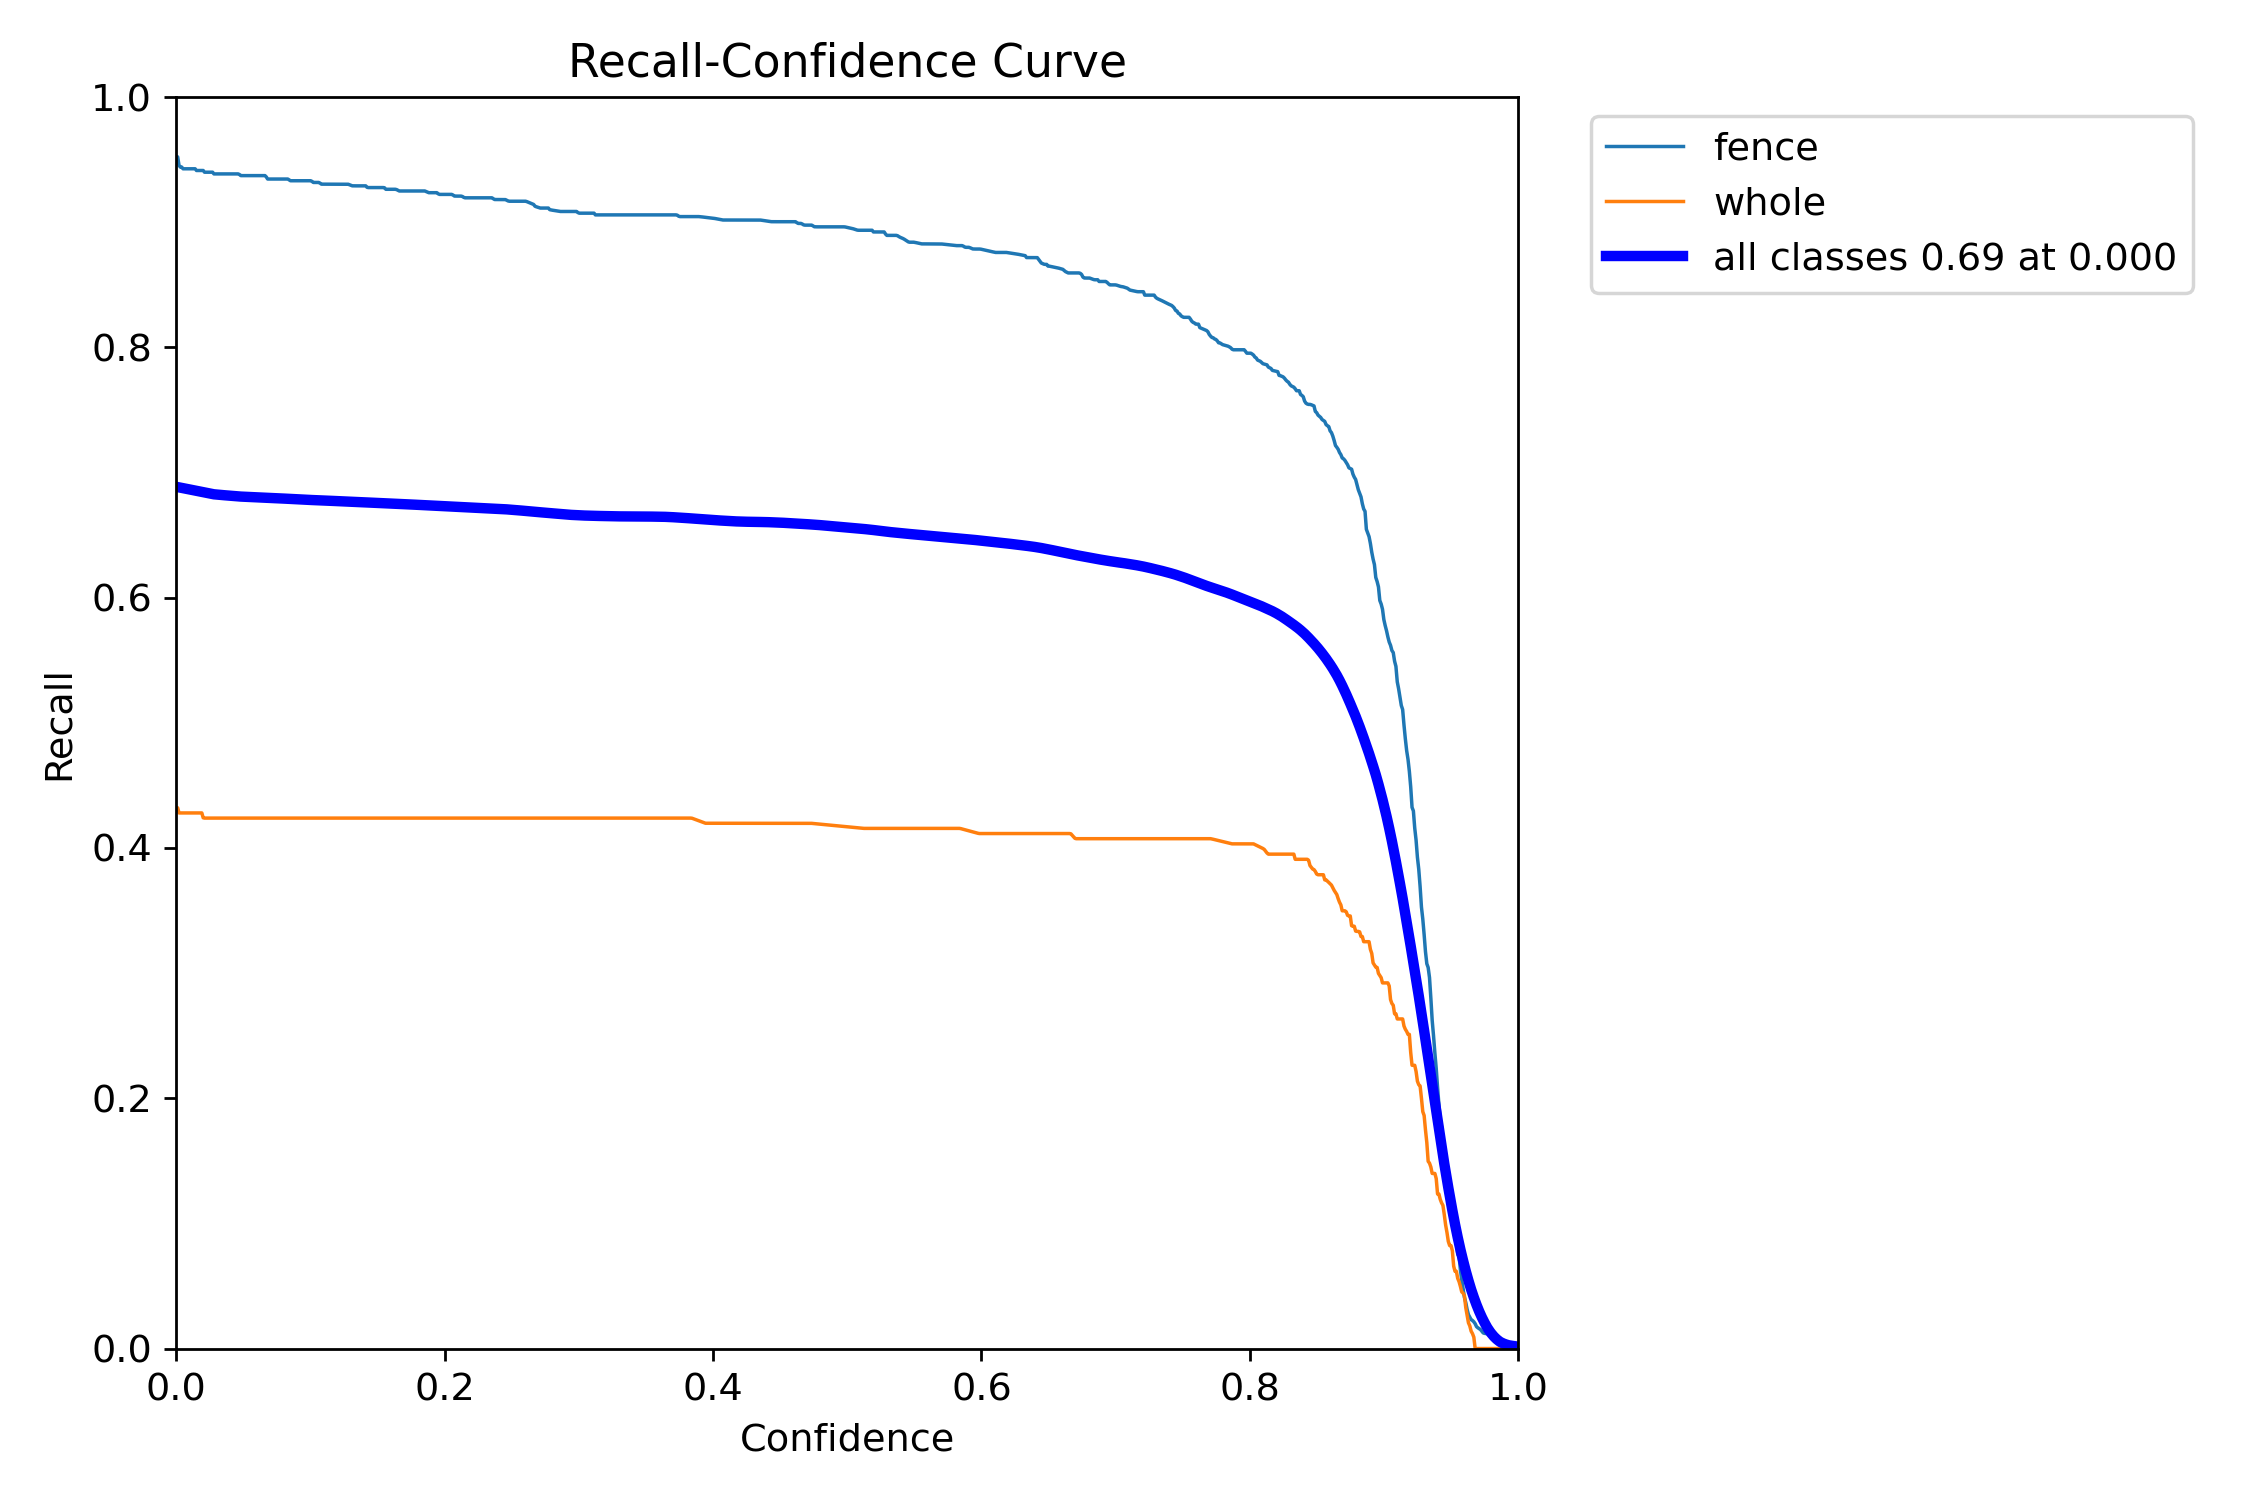 Recall-Confidence Curve
1.0
0.8
0.6
0.4
0.2
0.0
Recall
0.0 0.2 0.4 0.6 0.8 1.0
Confidence
fence
whole
all classes 0.69 at 0.000